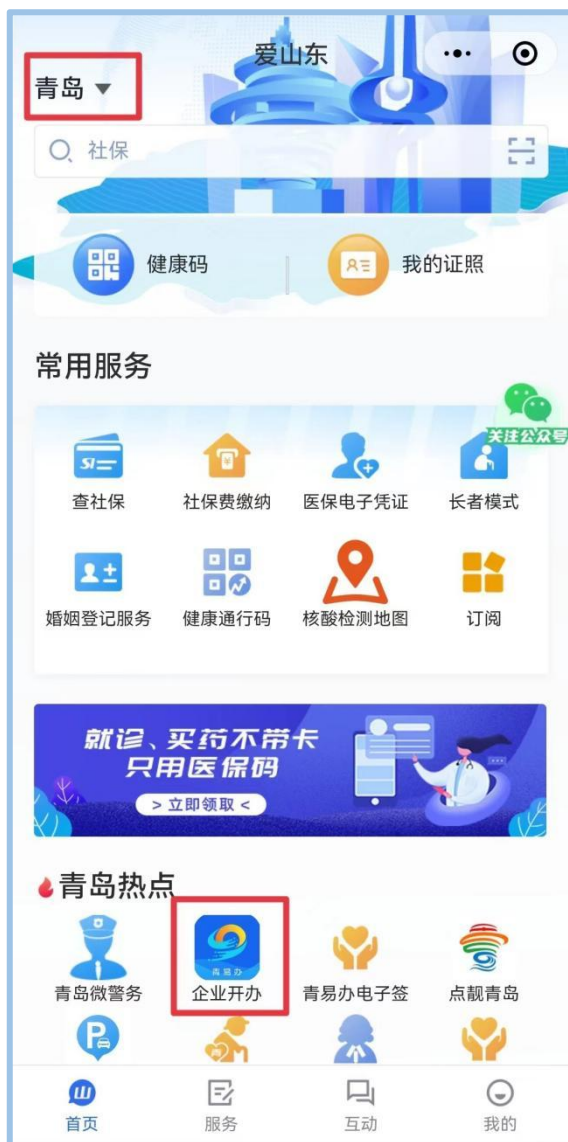 爱山东
青岛
社保
健康码 我的证照
常用服务
关注公众号
查社保 社保费缴纳 医保电子凭证 长者模式
婚姻登记服务 健康通行码 核酸检测地图 订阅
就诊、买药不带卡
只用医保码
> 立即领取 <
青岛热点
青易办
青岛微警务 企业开办 青易办电子签 点靓青岛
首页 服务 互动 我的